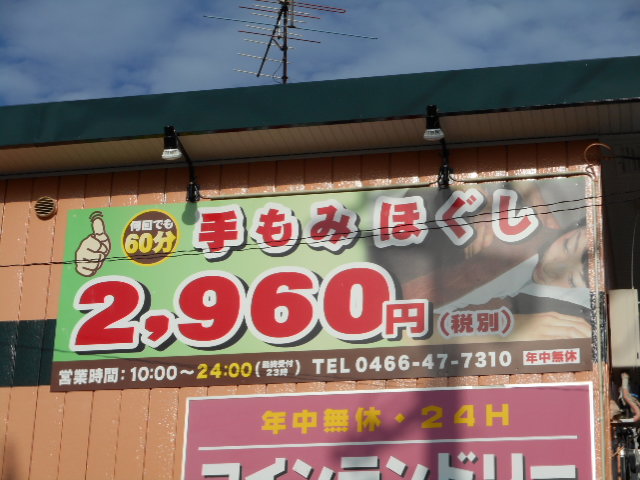 何回でも
60分
手もみほぐし
2,960円(税別)
営業時間:10:00～24:00(最終受付23時) TEL 0466-47-7310 年中無休
年中無休・24H
コインランドリー